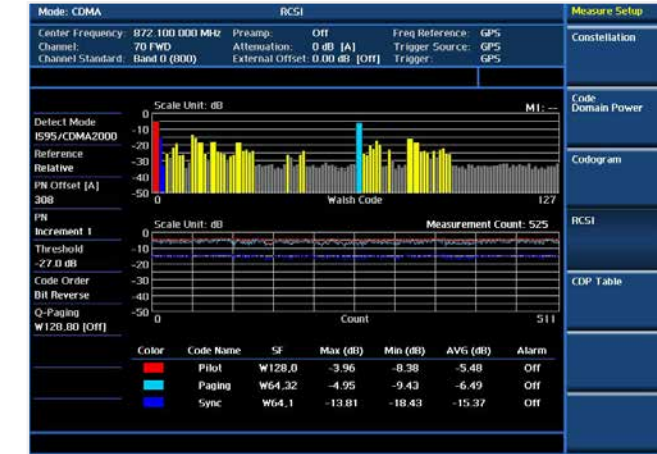 Mode: CDMA RCSI Measure Setup
Center Frequency: 872.100 000 MHz Preamp: Off Freq Reference: GPS
Channel: 70 FWD Attenuation: 0 dB [A] Trigger Source: GPS
Channel Standard: Band 0 (800) External Offset: 0.00 dB [Off] Trigger: GPS
Constellation
Code
Domain Power
Codogram
RCSI
CDP Table
Detect Mode
IS95/CDMA2000
Reference
Relative
PN Offset [A]
308
PN
Increment 1
Threshold
-27.0 dB
Code Order
Bit Reverse
Q-Paging
W128,80 [Off]
Scale Unit: dB M1: --
0
-10
-20
-30
-40
-50
0 Walsh Code 127
Scale Unit: dB Measurement Count: 525
0
-10
-20
-30
-40
-50
0 Count 511
Color Code Name SF Max (dB) Min (dB) AVG (dB) Alarm
Pilot W128,0 -3.96 -8.38 -5.48 Off
Paging W64,32 -4.95 -9.43 -6.49 Off
Sync W64,1 -13.81 -18.43 -15.37 Off